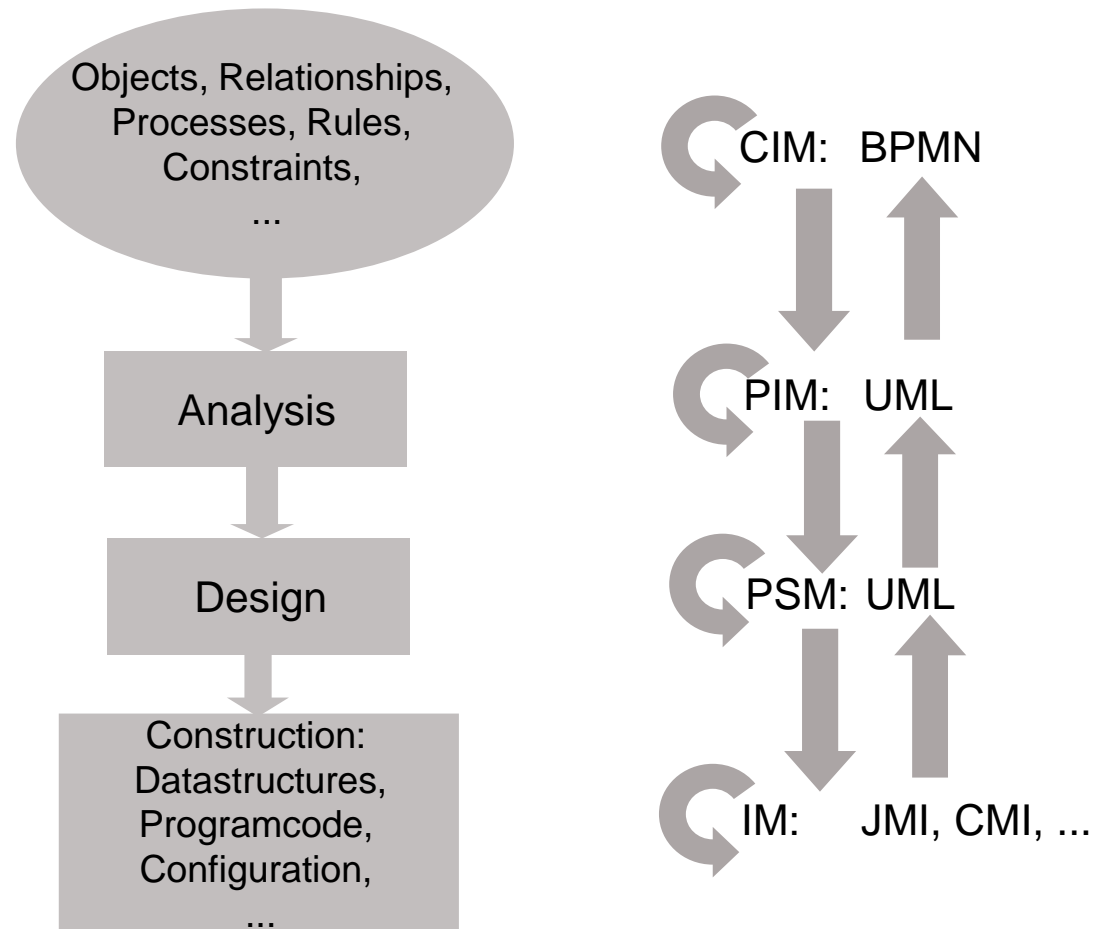 Objects, Relationships,
Processes, Rules,
Constraints,
...
Analysis
Design
Construction:
Datastructures,
Programcode,
Configuration,
...
CIM: BPMN
PIM: UML
PSM: UML
IM: JMI, CMI, ...